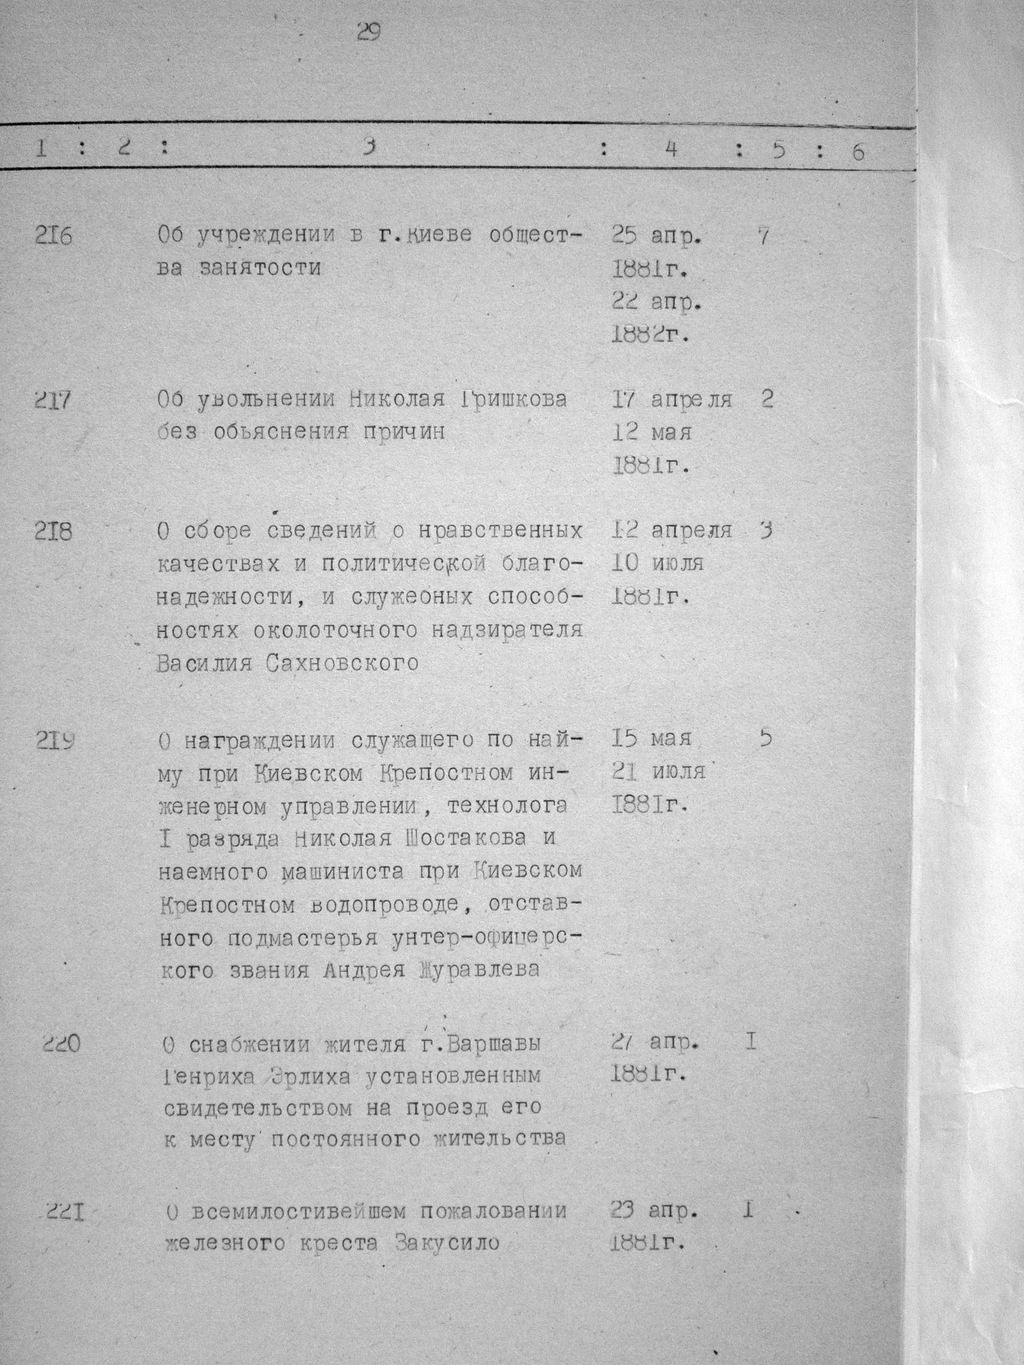 29
1 : 2 : 3 : 4 : 5 : 6
216 Об учреждении в г.Киеве общест- 25 апр. 7
ва занятости 1881г.
22 апр.
1882г.
217 Об увольнении Николая Гришкова 17 апреля 2
без обьяснения причин 12 мая
1881г.
218 О сборе сведений о нравственных 12 апреля 3
качествах и политической благо- 10 июля
надежности, и служебных способ- 1881г.
ностях околоточного надзирателя
Василия Сахновского
219 О награждении служащего по най- 15 мая 5
му при Киевском Крепостном ин- 21 июля
женерном управлении, технолога 1881г.
I разряда Николая Шостакова и
наемного машиниста при Киевском
Крепостном водопроводе, отстав-
ного подмастерья унтер-офицерс-
кого звания Андрея Журавлева
220 О снабжении жителя г.Варшавы 27 апр. I
Генриха Эрлиха установленным 1881г.
свидетельством на проезд его
к месту постоянного жительства
221 О всемилостивейшем пожаловании 23 апр. I
железного креста Закусило 1881г.